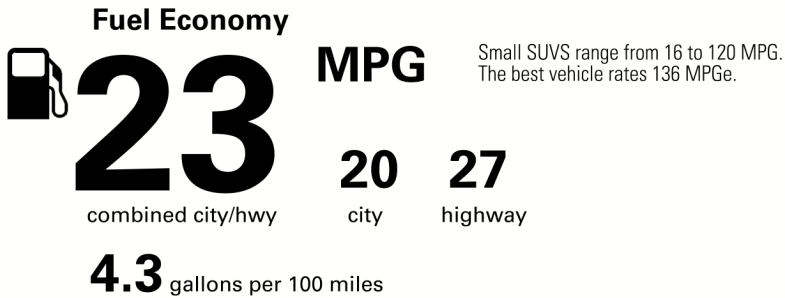 Fuel Economy
23 MPG
Small SUVS range from 16 to 120 MPG.
The best vehicle rates 136 MPGe.
combined city/hwy
20
city
27
highway
4.3 gallons per 100 miles